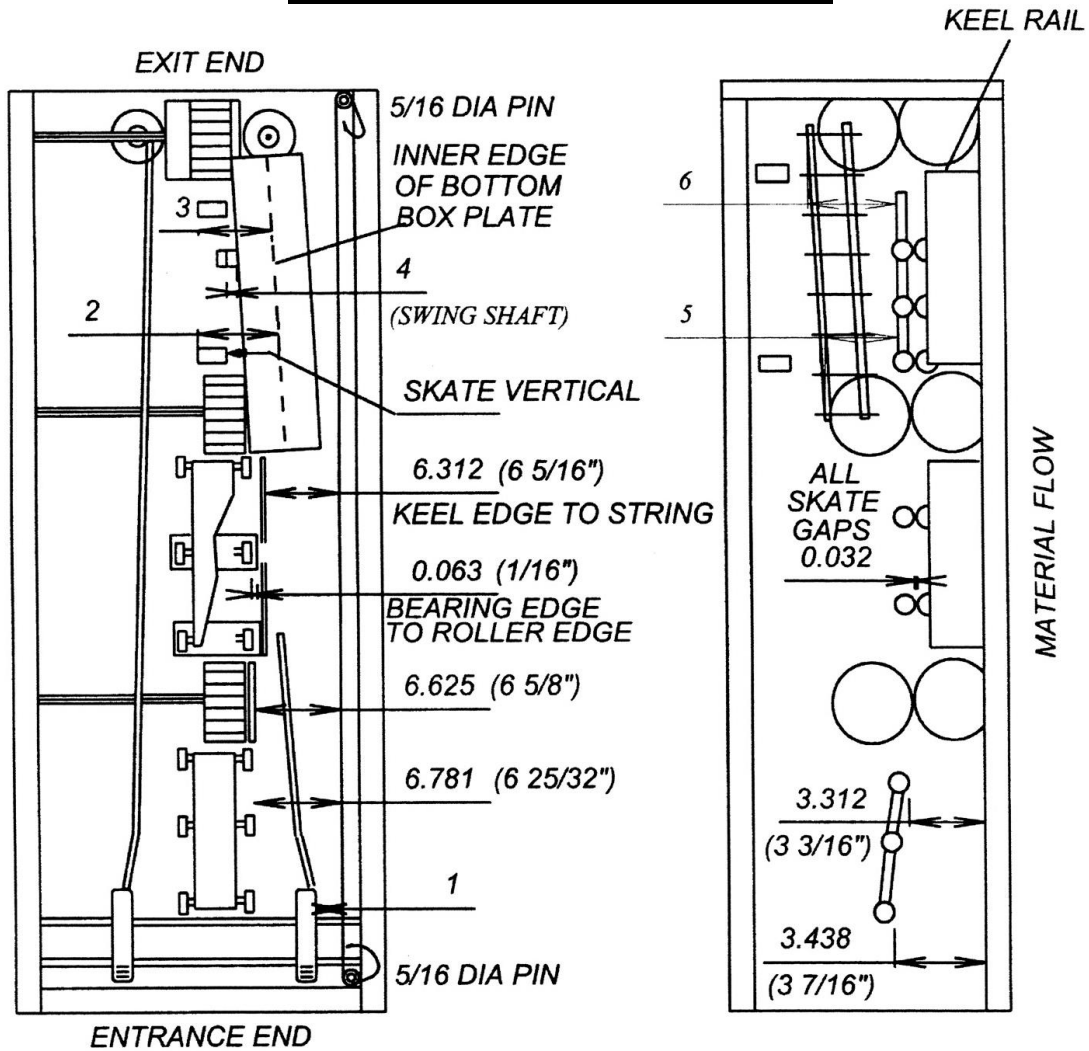 KEEL RAIL
EXIT END
5/16 DIA PIN
INNER EDGE
OF BOTTOM
BOX PLATE
3
4
(SWING SHAFT)
2
SKATE VERTICAL
6.312 (6 5/16")
KEEL EDGE TO STRING
0.063 (1/16")
BEARING EDGE
TO ROLLER EDGE
6.625 (6 5/8")
6.781 (6 25/32")
1
5/16 DIA PIN
ENTRANCE END
6
5
ALL
SKATE
GAPS
0.032
MATERIAL FLOW
3.312
(3 3/16")
3.438
(3 7/16")